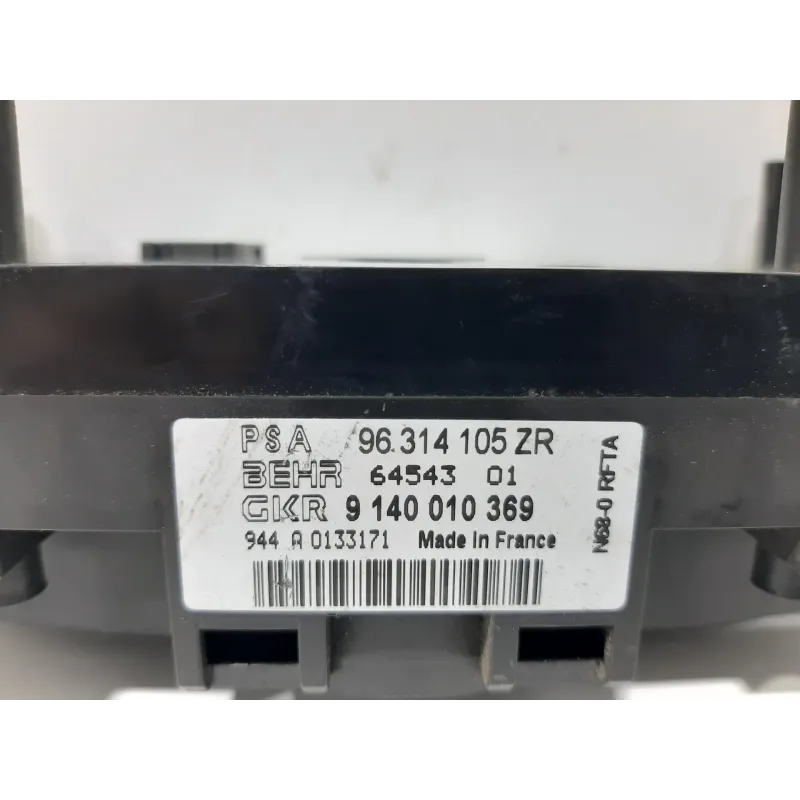 PSA 96.314 105 ZR
BEHR 64543 01
GKR 9 140 010 369
944 A 0133171 Made in France
N68-0 RFTA